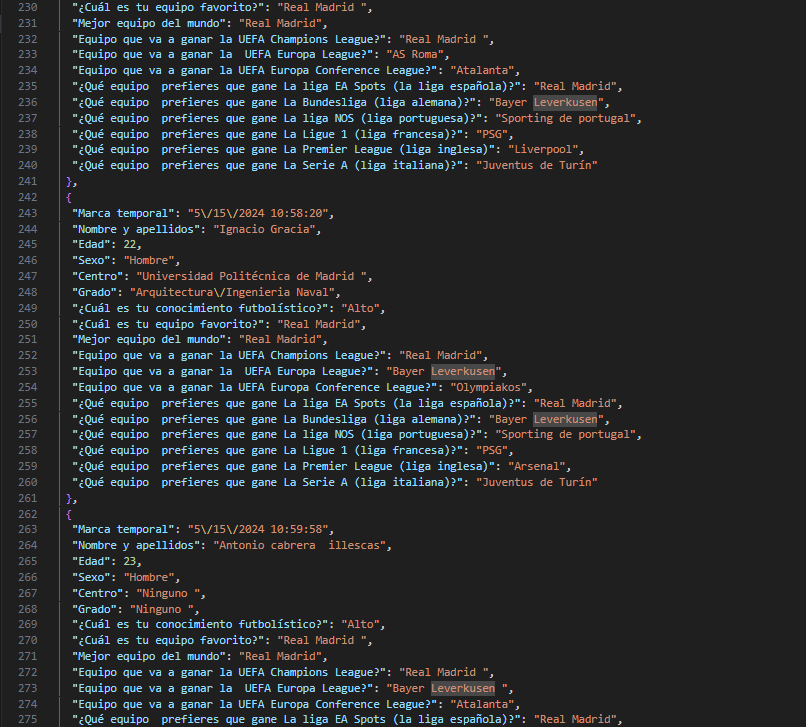 230 "¿Cuál es tu equipo favorito?": "Real Madrid ",
231 "Mejor equipo del mundo": "Real Madrid",
232 "Equipo que va a ganar la UEFA Champions League?": "Real Madrid ",
233 "Equipo que va a ganar la  UEFA Europa League?": "AS Roma",
234 "Equipo que va a ganar la UEFA Europa Conference League?": "Atalanta",
235 "¿Qué equipo  prefieres que gane La liga EA Spots (la liga española)?": "Real Madrid",
236 "¿Qué equipo  prefieres que gane La Bundesliga (liga alemana)?": "Bayer Leverkusen",
237 "¿Qué equipo  prefieres que gane La liga NOS (liga portuguesa)?": "Sporting de portugal",
238 "¿Qué equipo  prefieres que gane La Ligue 1 (liga francesa)?": "PSG",
239 "¿Qué equipo  prefieres que gane La Premier League (liga inglesa)": "Liverpool",
240 "¿Qué equipo  prefieres que gane La Serie A (liga italiana)?": "Juventus de Turín"
241 },
242 {
243 "Marca temporal": "5\/15\/2024 10:58:20",
244 "Nombre y apellidos": "Ignacio Gracia",
245 "Edad": 22,
246 "Sexo": "Hombre",
247 "Centro": "Universidad Politécnica de Madrid ",
248 "Grado": "Arquitectura\/Ingenieria Naval",
249 "¿Cuál es tu conocimiento futbolístico?": "Alto",
250 "¿Cuál es tu equipo favorito?": "Real Madrid",
251 "Mejor equipo del mundo": "Real Madrid",
252 "Equipo que va a ganar la UEFA Champions League?": "Real Madrid",
253 "Equipo que va a ganar la  UEFA Europa League?": "Bayer Leverkusen",
254 "Equipo que va a ganar la UEFA Europa Conference League?": "Olympiakos",
255 "¿Qué equipo  prefieres que gane La liga EA Spots (la liga española)?": "Real Madrid",
256 "¿Qué equipo  prefieres que gane La Bundesliga (liga alemana)?": "Bayer Leverkusen",
257 "¿Qué equipo  prefieres que gane La liga NOS (liga portuguesa)?": "Sporting de portugal",
258 "¿Qué equipo  prefieres que gane La Ligue 1 (liga francesa)?": "PSG",
259 "¿Qué equipo  prefieres que gane La Premier League (liga inglesa)": "Arsenal",
260 "¿Qué equipo  prefieres que gane La Serie A (liga italiana)?": "Juventus de Turín"
261 },
262 {
263 "Marca temporal": "5\/15\/2024 10:59:58",
264 "Nombre y apellidos": "Antonio cabrera  illescas",
265 "Edad": 23,
266 "Sexo": "Hombre",
267 "Centro": "Ninguno ",
268 "Grado": "Ninguno ",
269 "¿Cuál es tu conocimiento futbolístico?": "Alto",
270 "¿Cuál es tu equipo favorito?": "Real Madrid ",
271 "Mejor equipo del mundo": "Real Madrid",
272 "Equipo que va a ganar la UEFA Champions League?": "Real Madrid ",
273 "Equipo que va a ganar la  UEFA Europa League?": "Bayer Leverkusen ",
274 "Equipo que va a ganar la UEFA Europa Conference League?": "Atalanta",
275 "¿Qué equipo  prefieres que gane La liga EA Spots (la liga española)?": "Real Madrid",